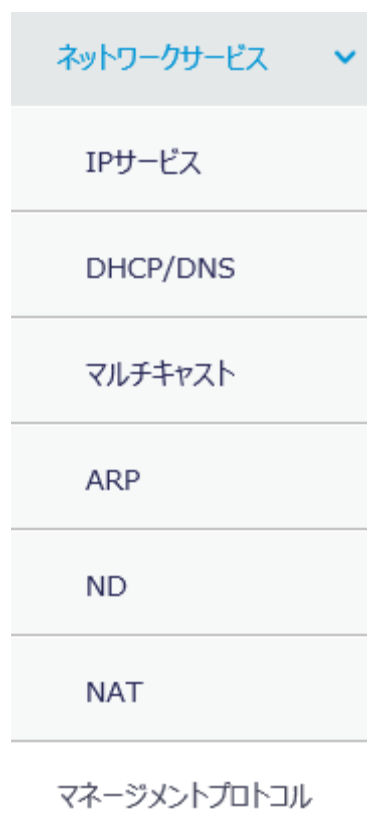 ネットワークサービス
IPサービス
DHCP/DNS
マルチキャスト
ARP
ND
NAT
マネージメントプロトコル